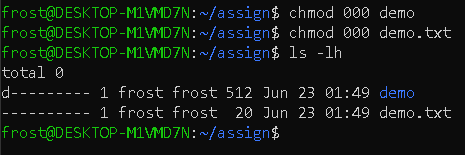 frost@DESKTOP-M1VMD7N:~/assign$ chmod 000 demo
frost@DESKTOP-M1VMD7N:~/assign$ chmod 000 demo.txt
frost@DESKTOP-M1VMD7N:~/assign$ ls -lh
total 0
d--------- 1 frost frost 512 Jun 23 01:49 demo
---------- 1 frost frost  20 Jun 23 01:49 demo.txt
frost@DESKTOP-M1VMD7N:~/assign$